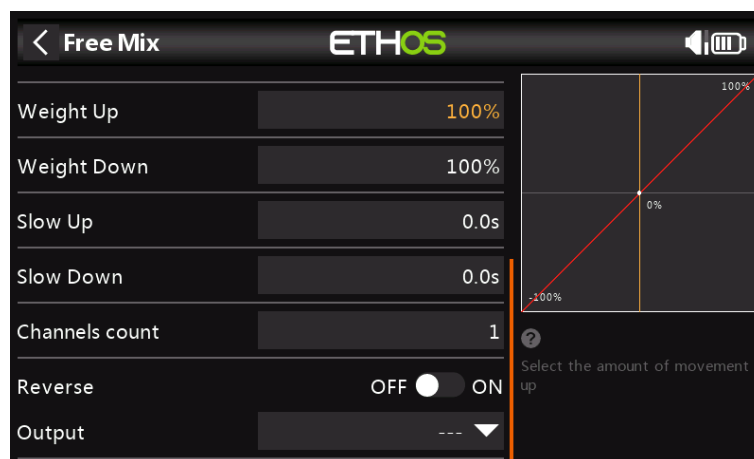 Free Mix
ETHOS
Weight Up
100%
Weight Down
100%
Slow Up
0.0s
Slow Down
0.0s
Channels count
1
Reverse
OFF ON
Output
---
100%
0%
-100%
?
Select the amount of movement
up